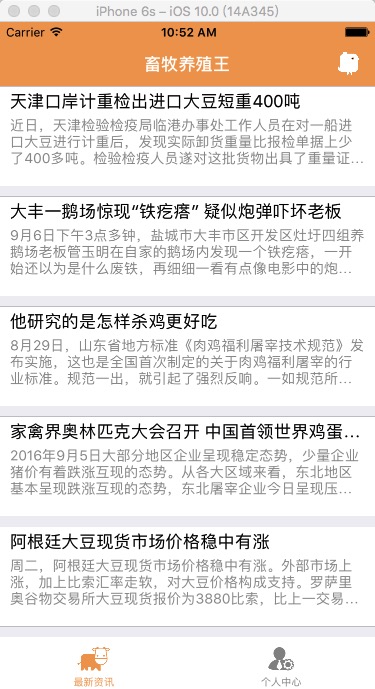 iPhone 6s – iOS 10.0 (14A345)
Carrier 10:52 AM
畜牧养殖王
天津口岸计重检出进口大豆短重400吨
近日，天津检验检疫局临港办事处工作人员在对一船进
口大豆进行计重后，发现实际卸货重量比报检单据上少
了400多吨。检验检疫人员遂对这批货物出具了重量证...
大丰一鹅场惊现“铁疙瘩” 疑似炮弹吓坏老板
9月6日下午3点多钟，盐城市大丰市区开发区灶圩四组养
鹅场老板管玉明在自家的鹅场内发现一个铁疙瘩，一开
始还以为是什么废铁，再细细一看有点像电影中的炮...
他研究的是怎样杀鸡更好吃
8月29日，山东省地方标准《肉鸡福利屠宰技术规范》发
布实施，这也是全国首次制定的关于肉鸡福利屠宰的行
业标准。规范一出，就引起了强烈反响。一如规范所...
家禽界奥林匹克大会召开 中国首领世界鸡蛋...
2016年9月5日大部分地区企业呈现稳定态势，少量企业
猪价有着跌涨互现的态势。从各大区域来看，东北地区
基本呈现跌涨互现的态势，东北屠宰企业今日呈现压...
阿根廷大豆现货市场价格稳中有涨
周二，阿根廷大豆现货市场价格稳中有涨。外部市场上
涨，加上比索汇率走软，对大豆价格构成支持。罗萨里
奥谷物交易所大豆现货报价为3880比索，比上一交易...
最新资讯
个人中心